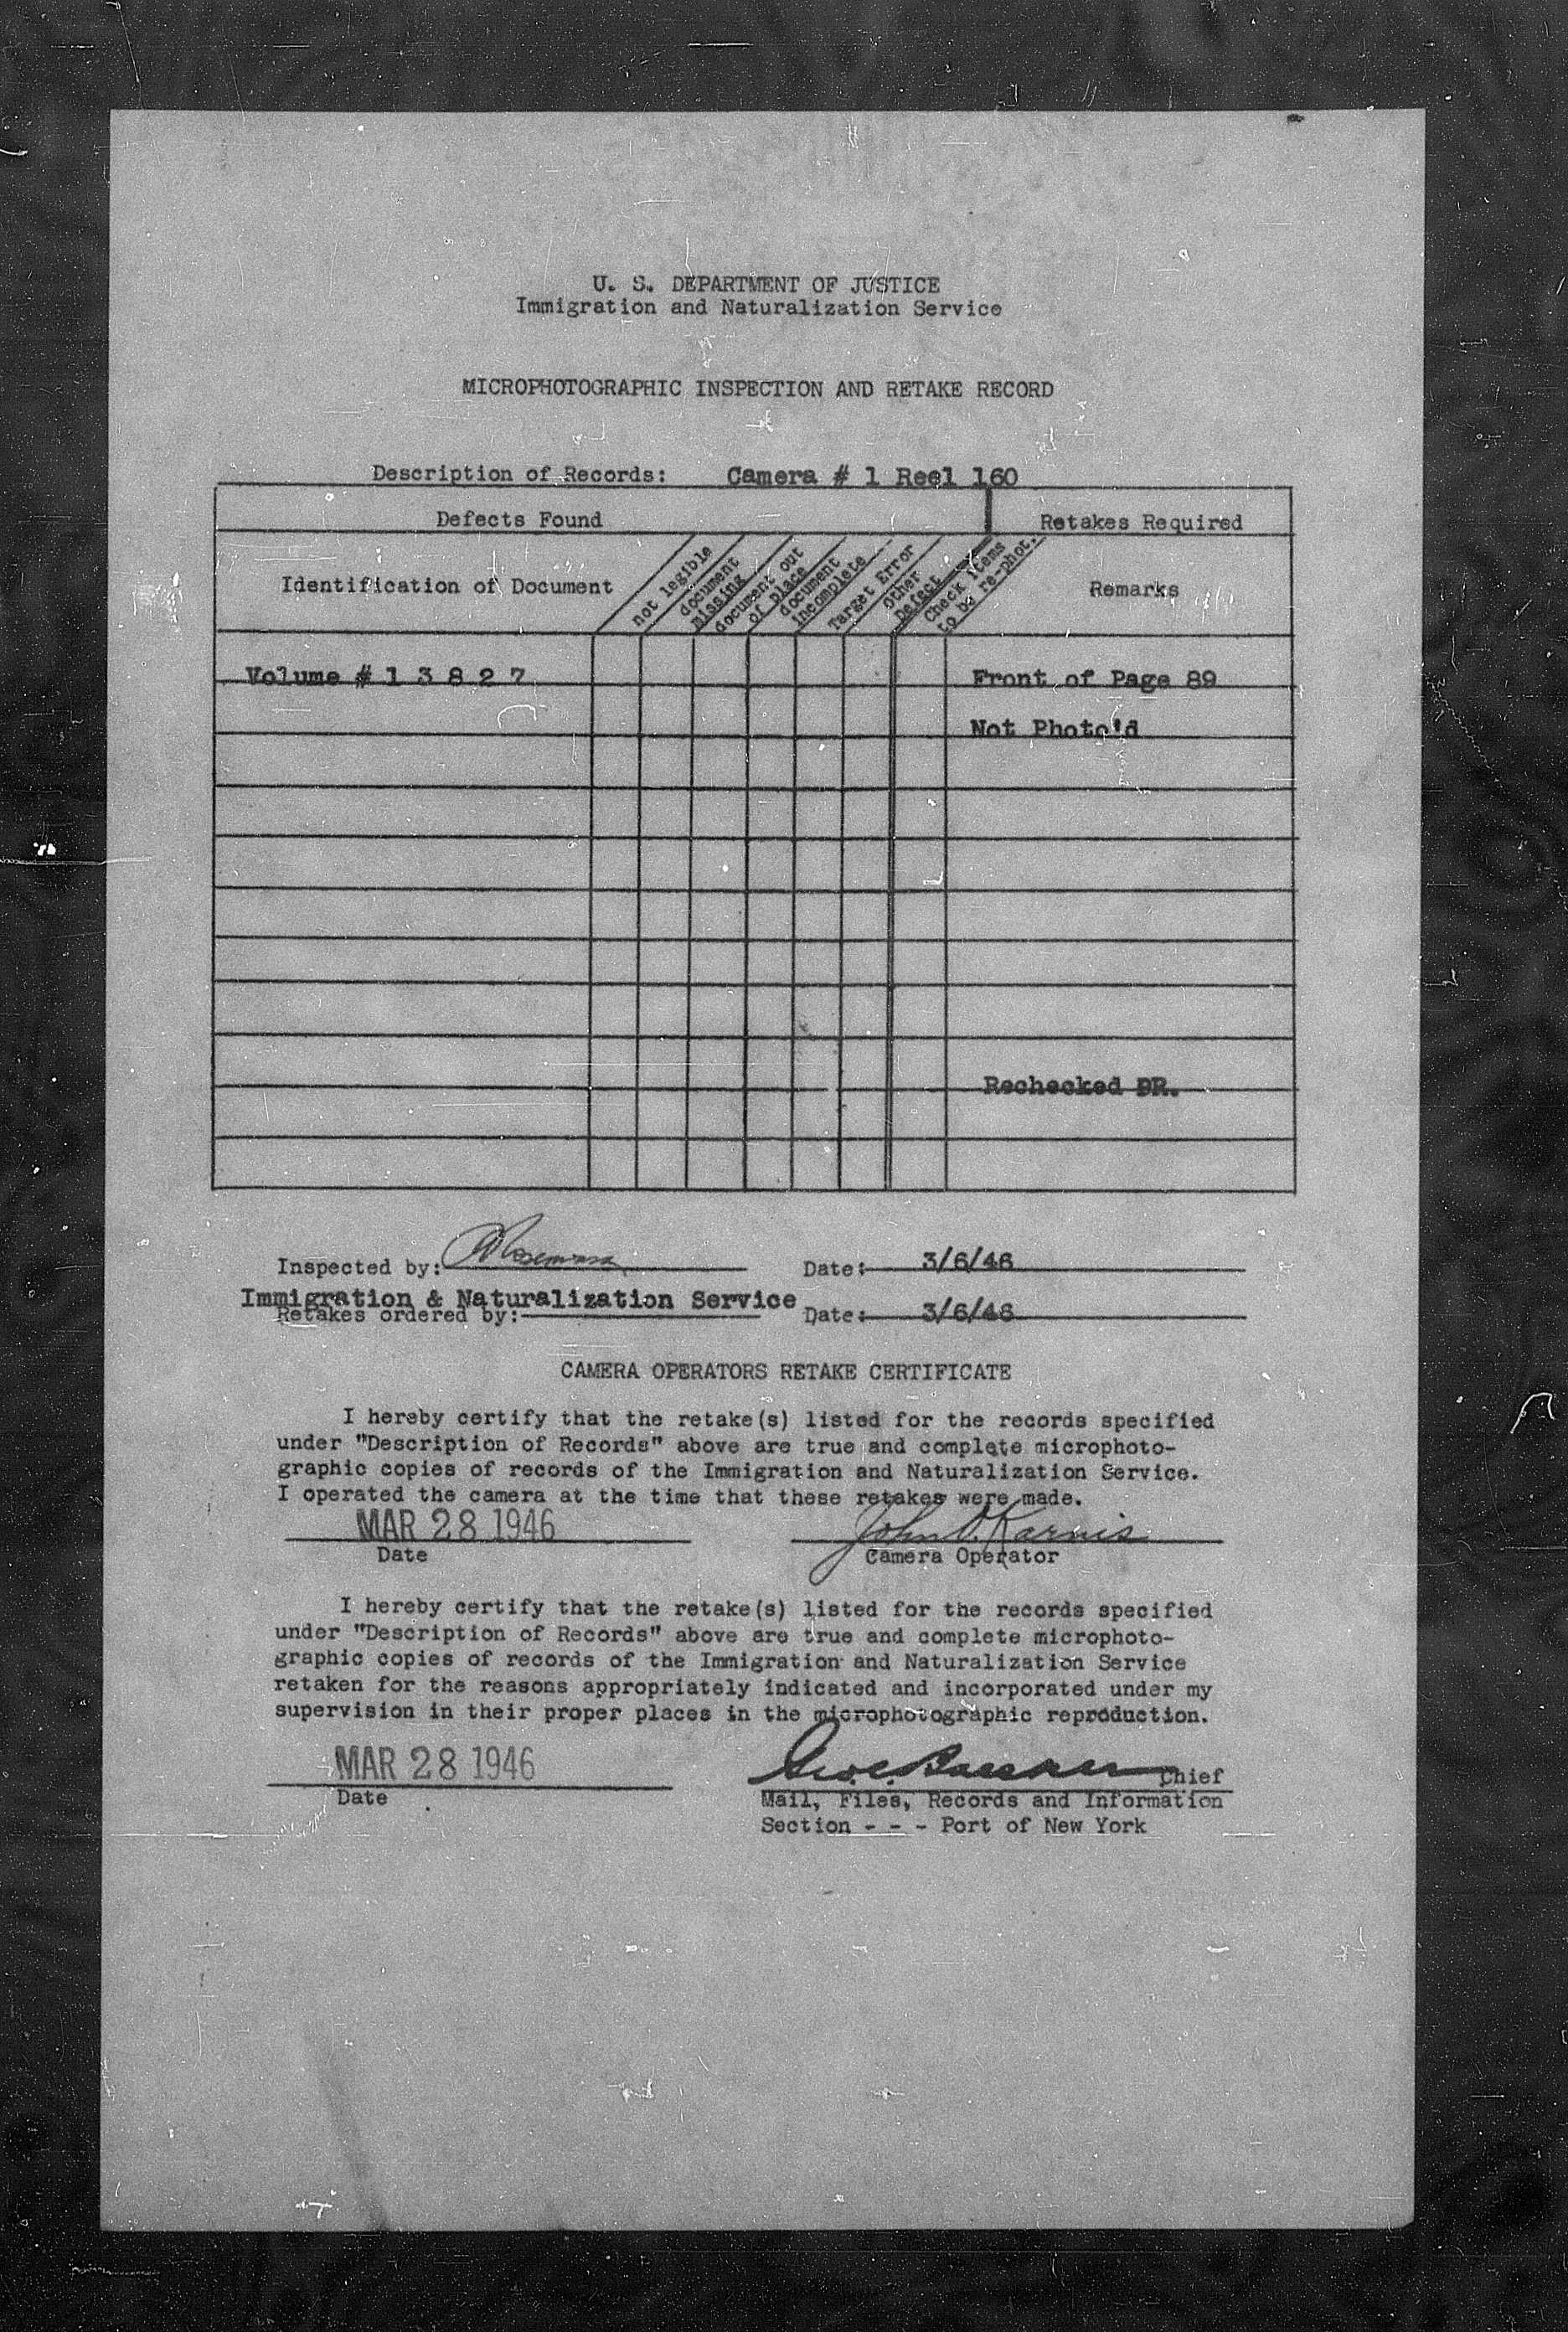 U. S. DEPARTMENT OF JUSTICE
Immigration and Naturalization Service
MICROPHOTOGRAPHIC INSPECTION AND RETAKE RECORD
Description of Records: Camera # 1 Reel 160
Defects Found
Retakes Required
Identification of Document
not legible
document
missing
document out
of place
document
incomplete
Target Error
Other
Defect
Check items
to be re-phot.
Remarks
Volume # 1 3 8 2 7
Front of Page 89
Not Photo'd
Rechecked DR.
Inspected by: Date: 3/6/46
Immigration & Naturalization Service
Retakes ordered by: Date: 3/6/46
CAMERA OPERATORS RETAKE CERTIFICATE
I hereby certify that the retake(s) listed for the records specified
under "Description of Records" above are true and complete microphoto-
graphic copies of records of the Immigration and Naturalization Service.
I operated the camera at the time that these retakes were made.
MAR 28 1946 John D. Karnis
Date Camera Operator
I hereby certify that the retake(s) listed for the records specified
under "Description of Records" above are true and complete microphoto-
graphic copies of records of the Immigration and Naturalization Service
retaken for the reasons appropriately indicated and incorporated under my
supervision in their proper places in the microphotographic reproduction.
MAR 28 1946 Chief
Date Mail, Files, Records and Information
Section - - - Port of New York